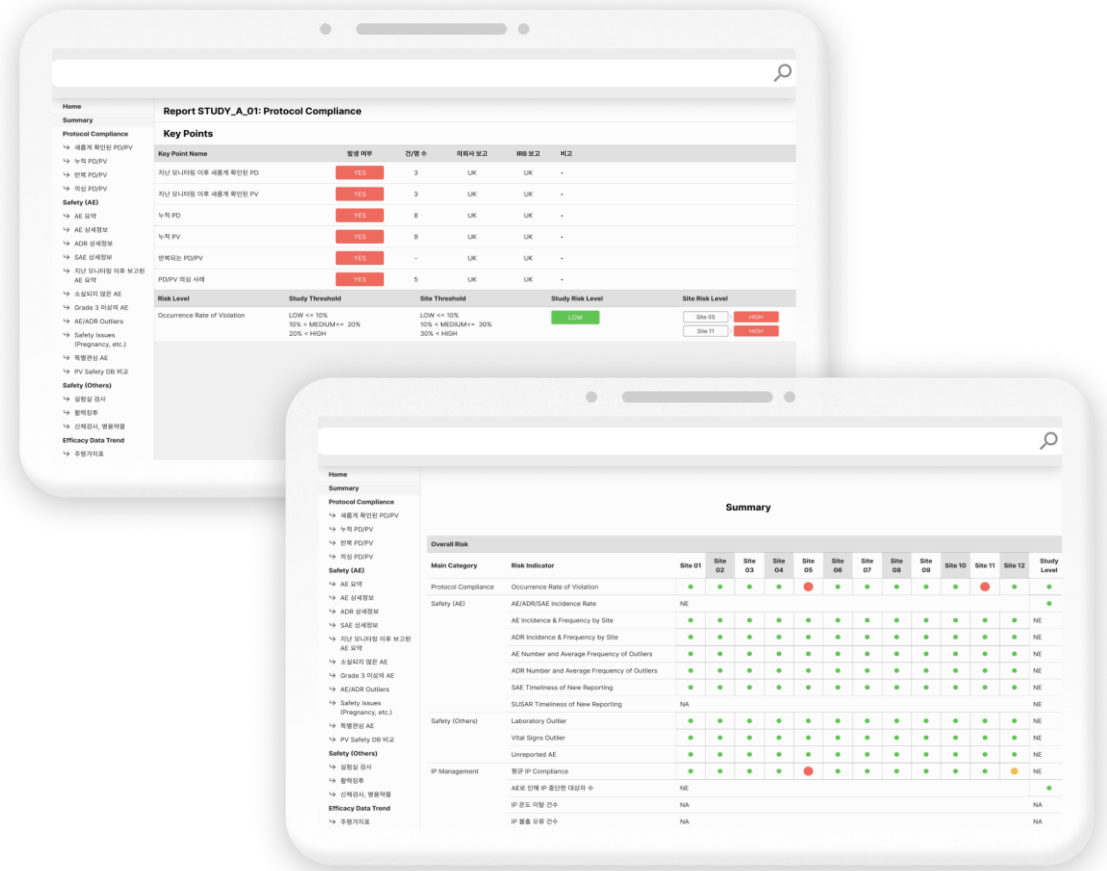 Home
Summary
Protocol Compliance
↳ 새롭게 확인된 PD/PV
↳ 누적 PD/PV
↳ 반복 PD/PV
↳ 의심 PD/PV
Safety (AE)
↳ AE 요약
↳ AE 상세정보
↳ ADR 상세정보
↳ SAE 상세정보
↳ 지난 모니터링 이후 보고된
AE 요약
↳ 소실되지 않은 AE
↳ Grade 3 이상의 AE
↳ AE/ADR Outliers
↳ Safety Issues
(Pregnancy, etc.)
↳ 특별관심 AE
↳ PV Safety DB 비교
Safety (Others)
↳ 실험실 검사
↳ 활력징후
↳ 신체검사, 병용약물
Efficacy Data Trend
↳ 주평가지표
Report STUDY_A_01: Protocol Compliance
Key Points
Key Point Name 발생 여부 건/명 수 의뢰사 보고 IRB 보고 비고
지난 모니터링 이후 새롭게 확인된 PD YES 3 UK UK -
지난 모니터링 이후 새롭게 확인된 PV YES 3 UK UK -
누적 PD YES 8 UK UK -
누적 PV YES 9 UK UK -
반복되는 PD/PV YES - UK UK -
PD/PV 의심 사례 YES 5 UK UK -
Risk Level Study Threshold Site Threshold Study Risk Level Site Risk Level
Occurrence Rate of Violation LOW <= 10% LOW <= 10% LOW Site 05 : HIGH
10% < MEDIUM<= 20% 10% < MEDIUM<= 30% Site 11 : HIGH
20% < HIGH 30% < HIGH
Home
Summary
Protocol Compliance
↳ 새롭게 확인된 PD/PV
↳ 누적 PD/PV
↳ 반복 PD/PV
↳ 의심 PD/PV
Safety (AE)
↳ AE 요약
↳ AE 상세정보
↳ ADR 상세정보
↳ SAE 상세정보
↳ 지난 모니터링 이후 보고된
AE 요약
↳ 소실되지 않은 AE
↳ Grade 3 이상의 AE
↳ AE/ADR Outliers
↳ Safety Issues
(Pregnancy, etc.)
↳ 특별관심 AE
↳ PV Safety DB 비교
Safety (Others)
↳ 실험실 검사
↳ 활력징후
↳ 신체검사, 병용약물
Efficacy Data Trend
↳ 주평가지표
Summary
Overall Risk
Main Category Risk Indicator Site 01 Site 02 Site 03 Site 04 Site 05 Site 06 Site 07 Site 08 Site 09 Site 10 Site 11 Site 12 Study Level
Protocol Compliance Occurrence Rate of Violation
Safety (AE) AE/ADR/SAE Incidence Rate NE
AE Incidence & Frequency by Site NE
ADR Incidence & Frequency by Site NE
AE Number and Average Frequency of Outliers NE
ADR Number and Average Frequency of Outliers NE
SAE Timeliness of New Reporting NE
SUSAR Timeliness of New Reporting NA NE
Safety (Others) Laboratory Outlier NE
Vital Signs Outlier NE
Unreported AE NE
IP Management 평균 IP Compliance NE
AE로 인해 IP 중단한 대상자 수 NE
IP 온도 이탈 건수 NA NA
IP 불출 오류 건수 NA NA